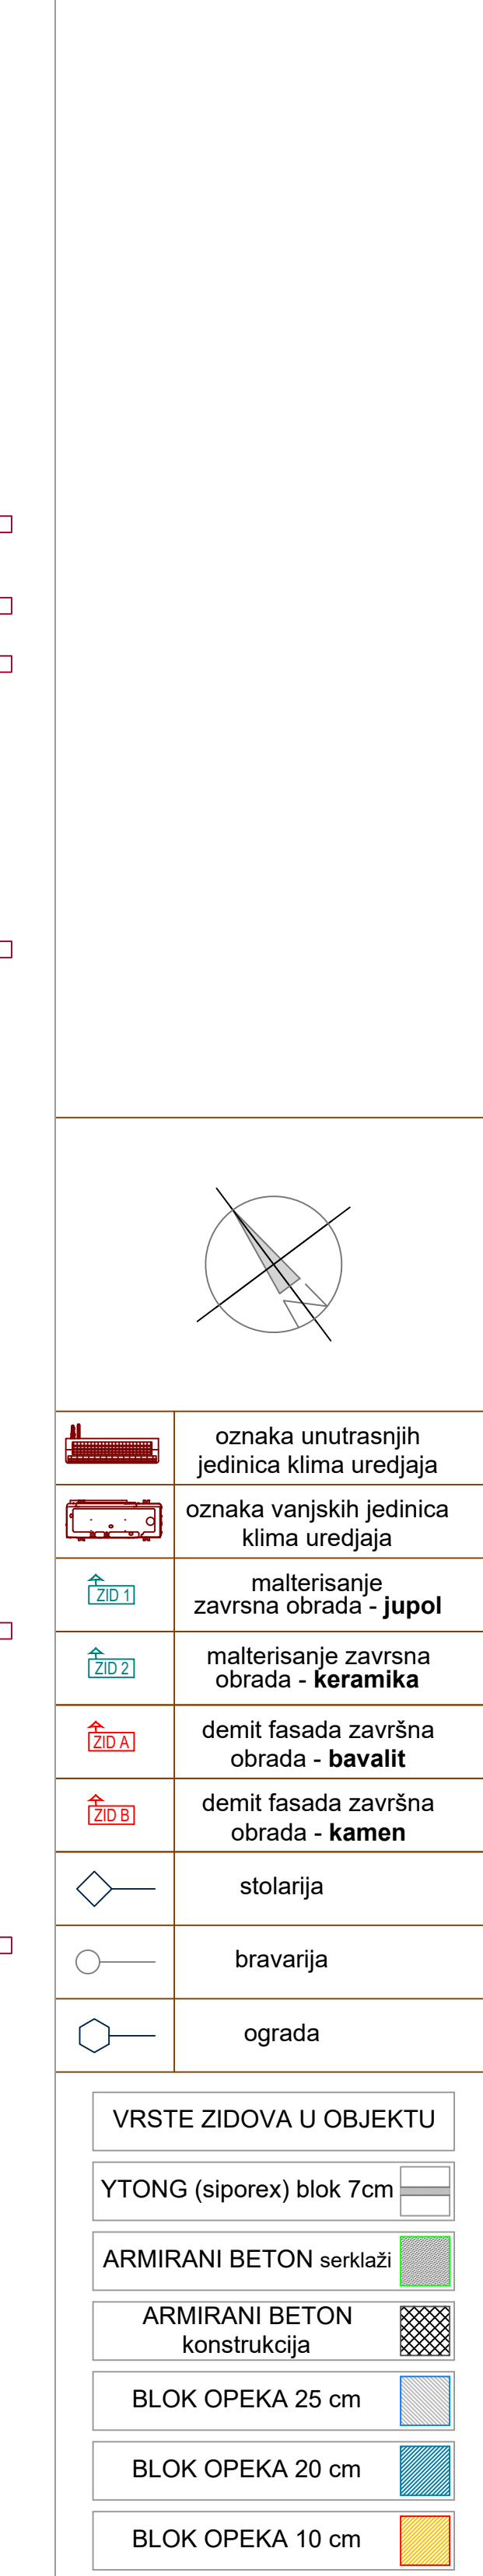 oznaka unutrasnjih
jedinica klima uredjaja
oznaka vanjskih jedinica
klima uredjaja
ZID 1
malterisanje
zavrsna obrada - jupol
ZID 2
malterisanje zavrsna
obrada - keramika
ZID A
demit fasada završna
obrada - bavalit
ZID B
demit fasada završna
obrada - kamen
stolarija
bravarija
ograda
VRSTE ZIDOVA U OBJEKTU
YTONG (siporex) blok 7cm
ARMIRANI BETON serklaži
ARMIRANI BETON
konstrukcija
BLOK OPEKA 25 cm
BLOK OPEKA 20 cm
BLOK OPEKA 10 cm